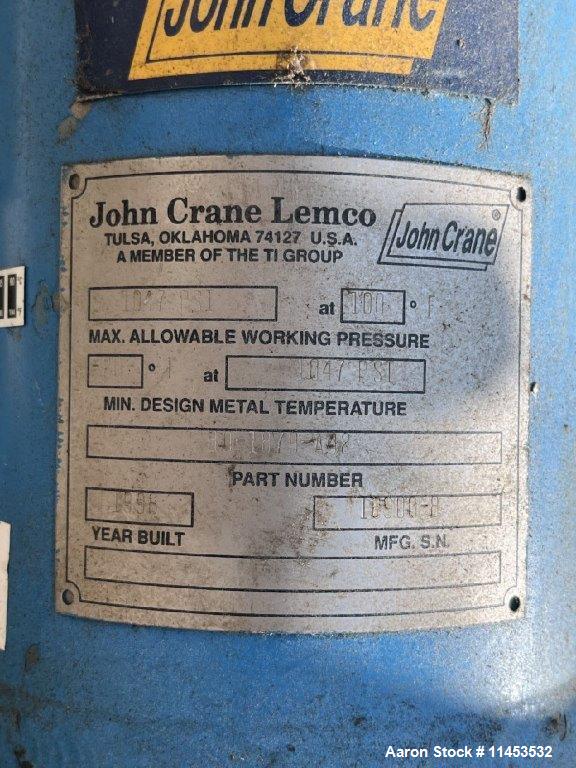 John Crane
John Crane Lemco
TULSA, OKLAHOMA 74127 U.S.A.
A MEMBER OF THE TI GROUP
John Crane®
1047 PSI at 100 ° F
MAX. ALLOWABLE WORKING PRESSURE
° F at 1047 PSI
MIN. DESIGN METAL TEMPERATURE
PART NUMBER
YEAR BUILT
MFG. S.N.
Aaron Stock # 11453532